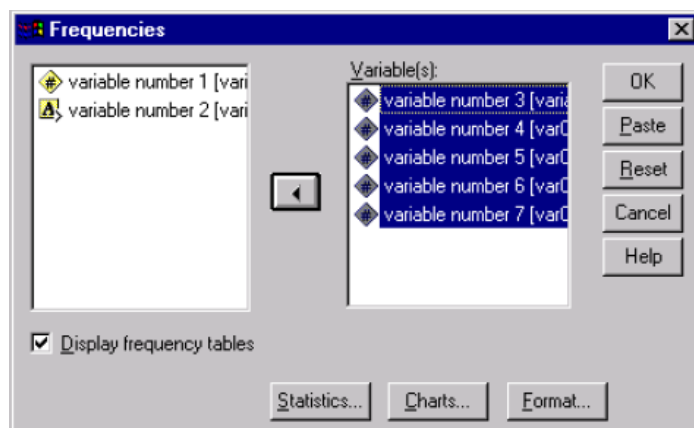 Frequencies
variable number 1 [vari
variable number 2 [vari
Variable(s):
variable number 3 [varia
variable number 4 [var0
variable number 5 [var0
variable number 6 [var0
variable number 7 [var0
OK
Paste
Reset
Cancel
Help
Display frequency tables
Statistics...
Charts...
Format...